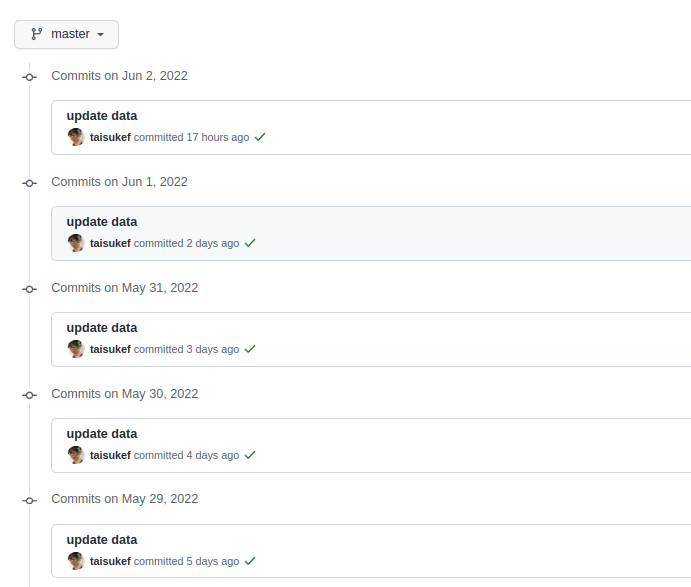 master
Commits on Jun 2, 2022
update data
taisukef committed 17 hours ago
Commits on Jun 1, 2022
update data
taisukef committed 2 days ago
Commits on May 31, 2022
update data
taisukef committed 3 days ago
Commits on May 30, 2022
update data
taisukef committed 4 days ago
Commits on May 29, 2022
update data
taisukef committed 5 days ago